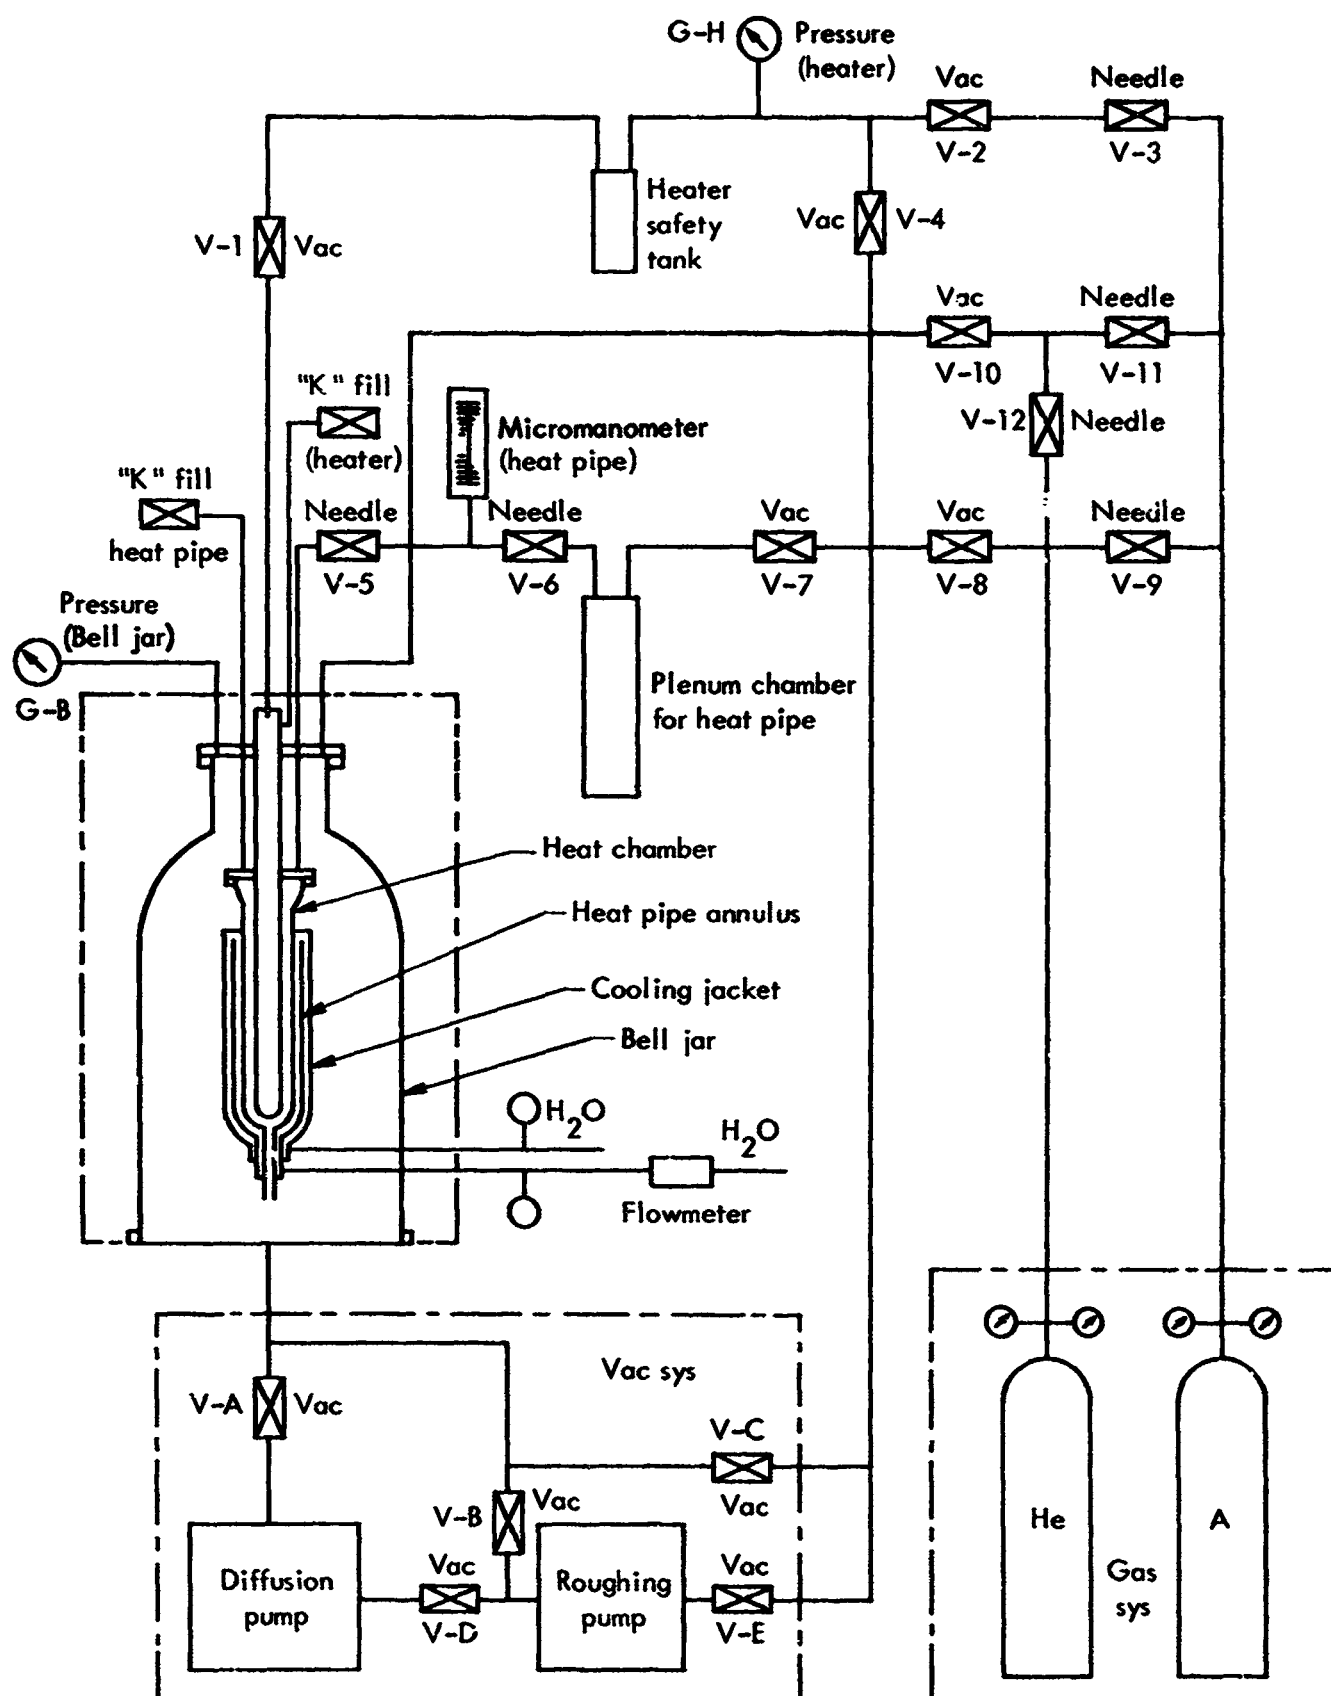 G-H
Pressure
(heater)
Vac
V-2
Needle
V-3
Heater
safety
tank
V-1 Vac
Vac V-4
Vac
V-10
Needle
V-11
V-12 Needle
"K" fill
(heater)
Micromanometer
(heat pipe)
"K" fill
heat pipe
Needle
V-5
Needle
V-6
Vac
V-7
Vac
V-8
Needle
V-9
Pressure
(Bell jar)
G-B
Plenum chamber
for heat pipe
Heat chamber
Heat pipe annulus
Cooling jacket
Bell jar
H2O
H2O
Flowmeter
Vac sys
V-A Vac
V-C
Vac
V-B Vac
Diffusion
pump
Vac
V-D
Roughing
pump
Vac
V-E
He
A
Gas
sys